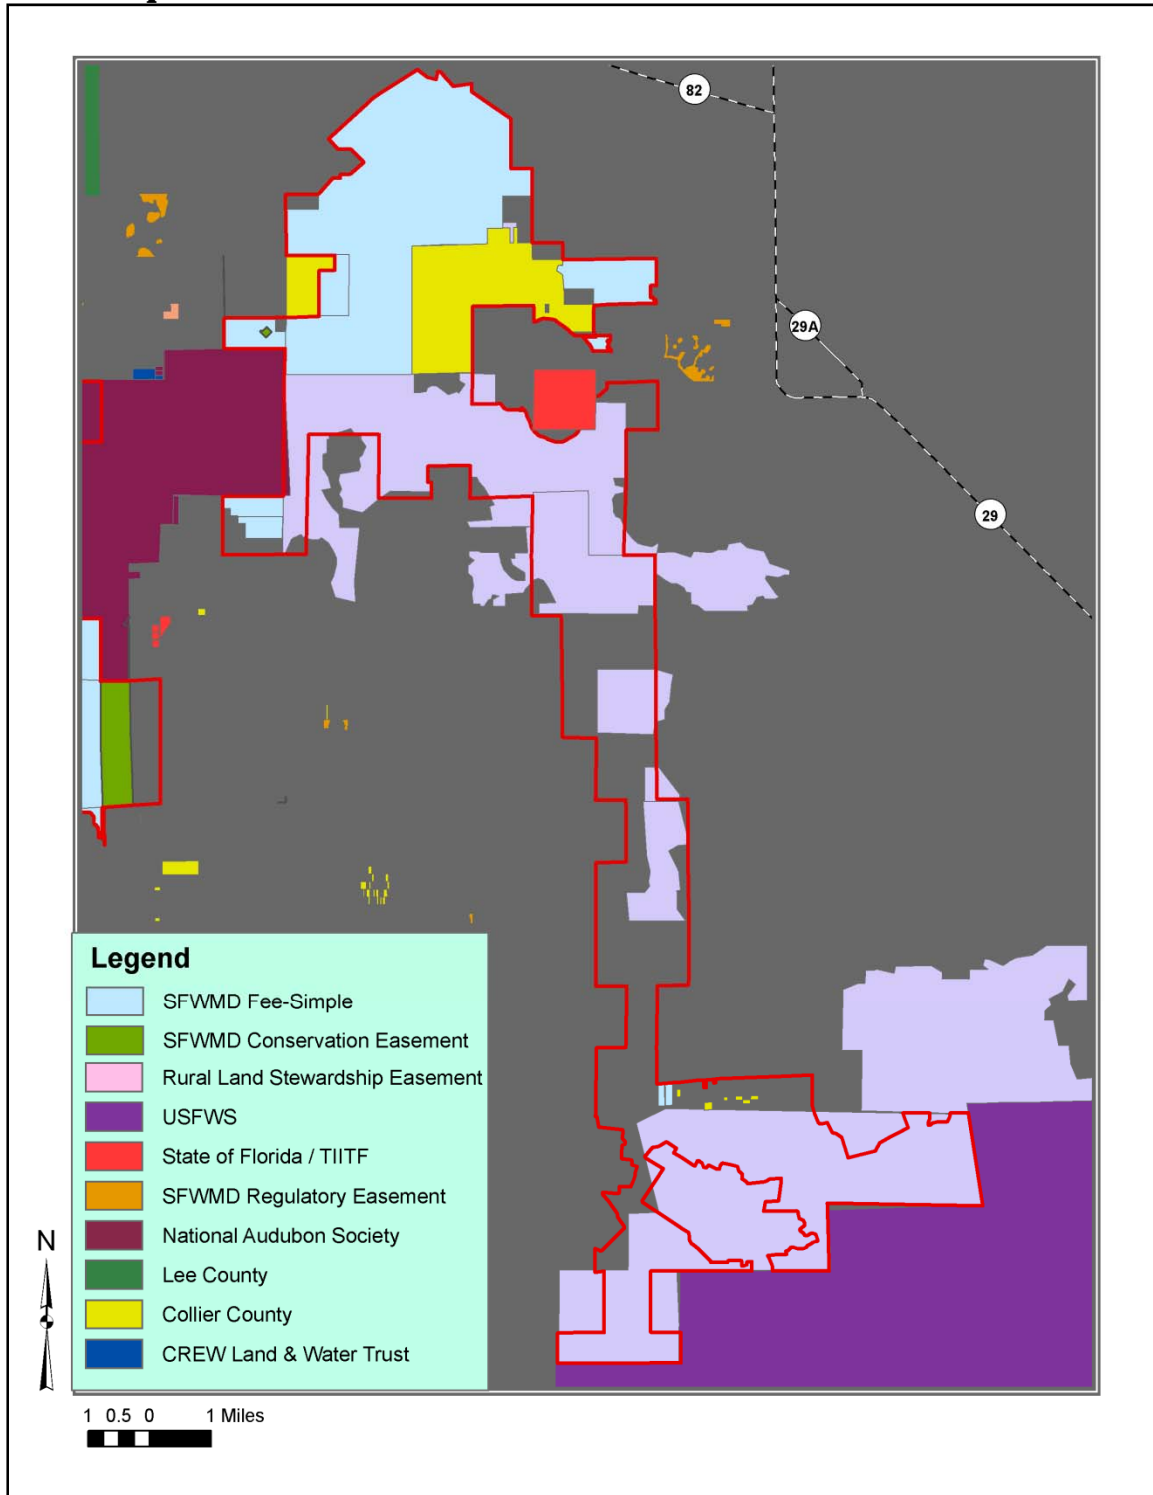 82
29A
29
Legend
SFWMD Fee-Simple
SFWMD Conservation Easement
Rural Land Stewardship Easement
USFWS
State of Florida / TIITF
SFWMD Regulatory Easement
National Audubon Society
Lee County
Collier County
CREW Land & Water Trust
N
1 0.5 0 1 Miles